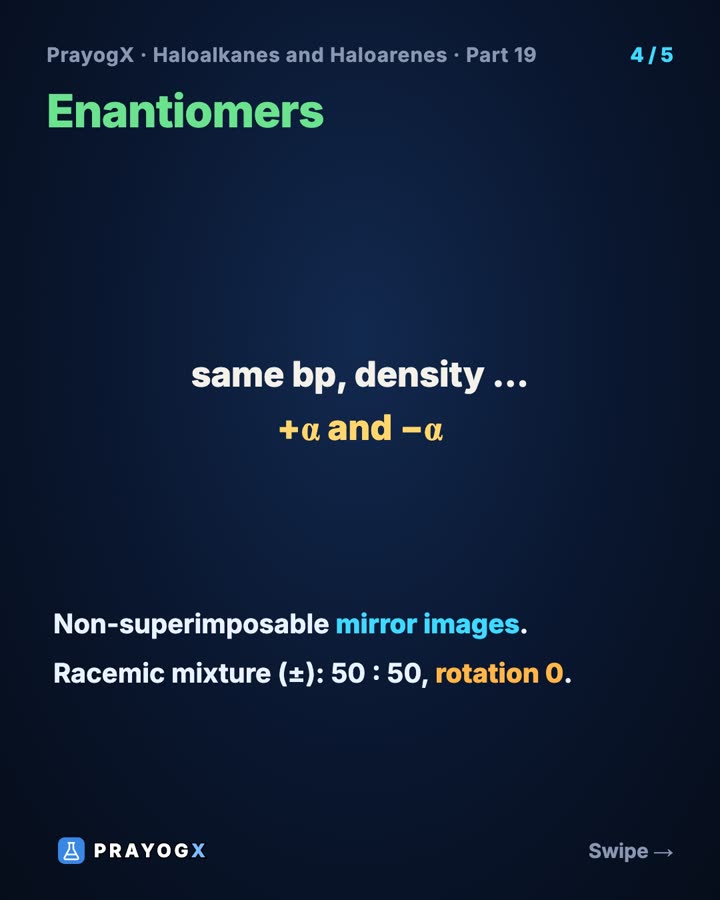 PrayogX · Haloalkanes and Haloarenes · Part 19
4 / 5
Enantiomers
same bp, density …
+α and −α
Non-superimposable mirror images.
Racemic mixture (±): 50 : 50, rotation 0.
PRAYOGX
Swipe →